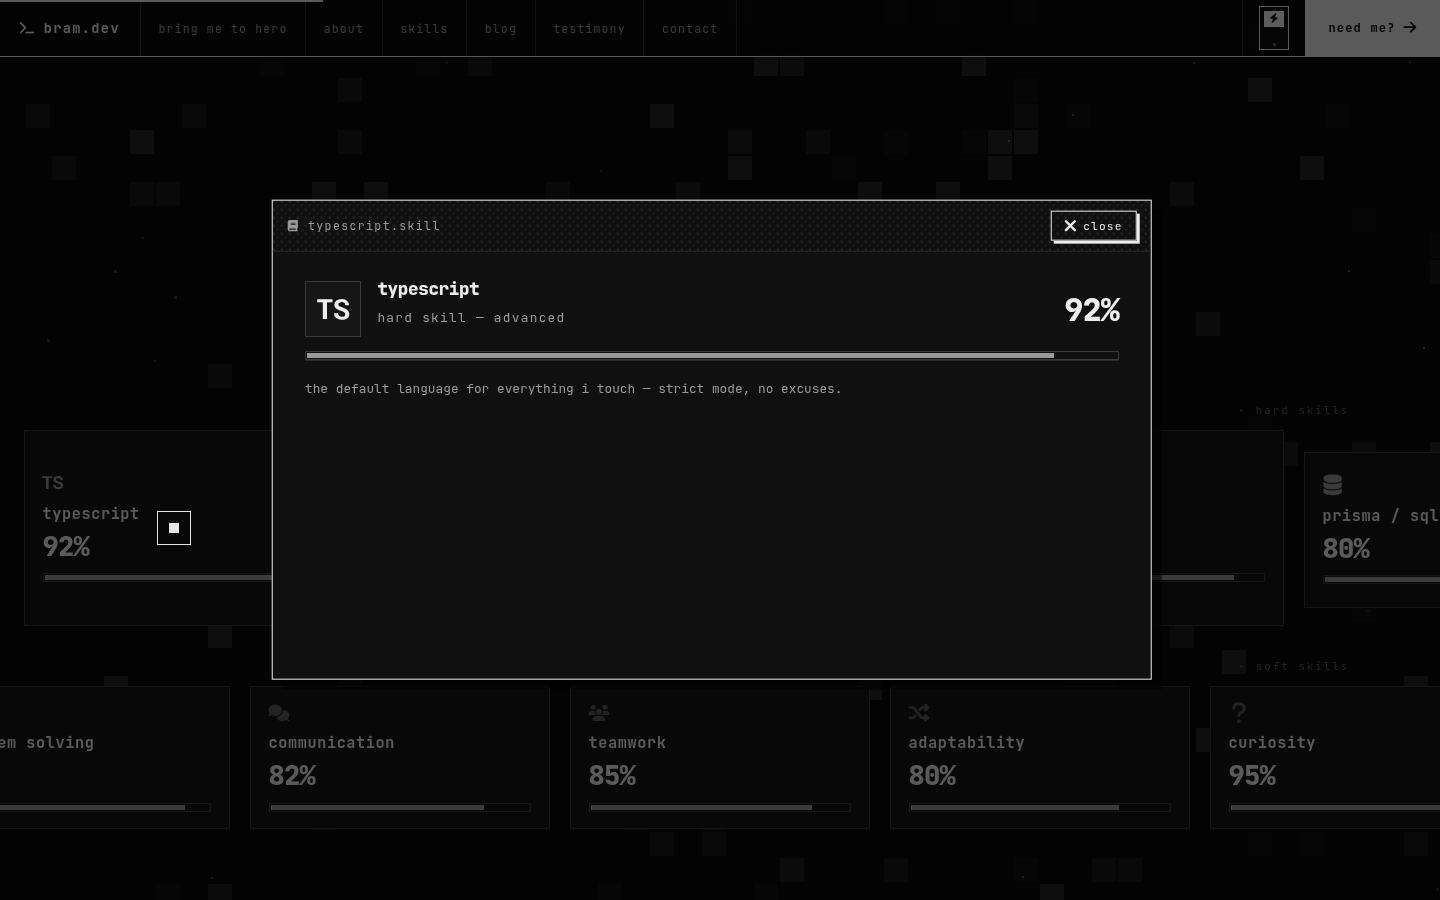 bram.dev
bring me to hero
about
skills
blog
testimony
contact
need me?
typescript.skill
close
TS
typescript
hard skill — advanced
92%
the default language for everything i touch — strict mode, no excuses.
• hard skills
TS
typescript
92%
prisma / sql
80%
• soft skills
em solving
communication
82%
teamwork
85%
adaptability
80%
curiosity
95%